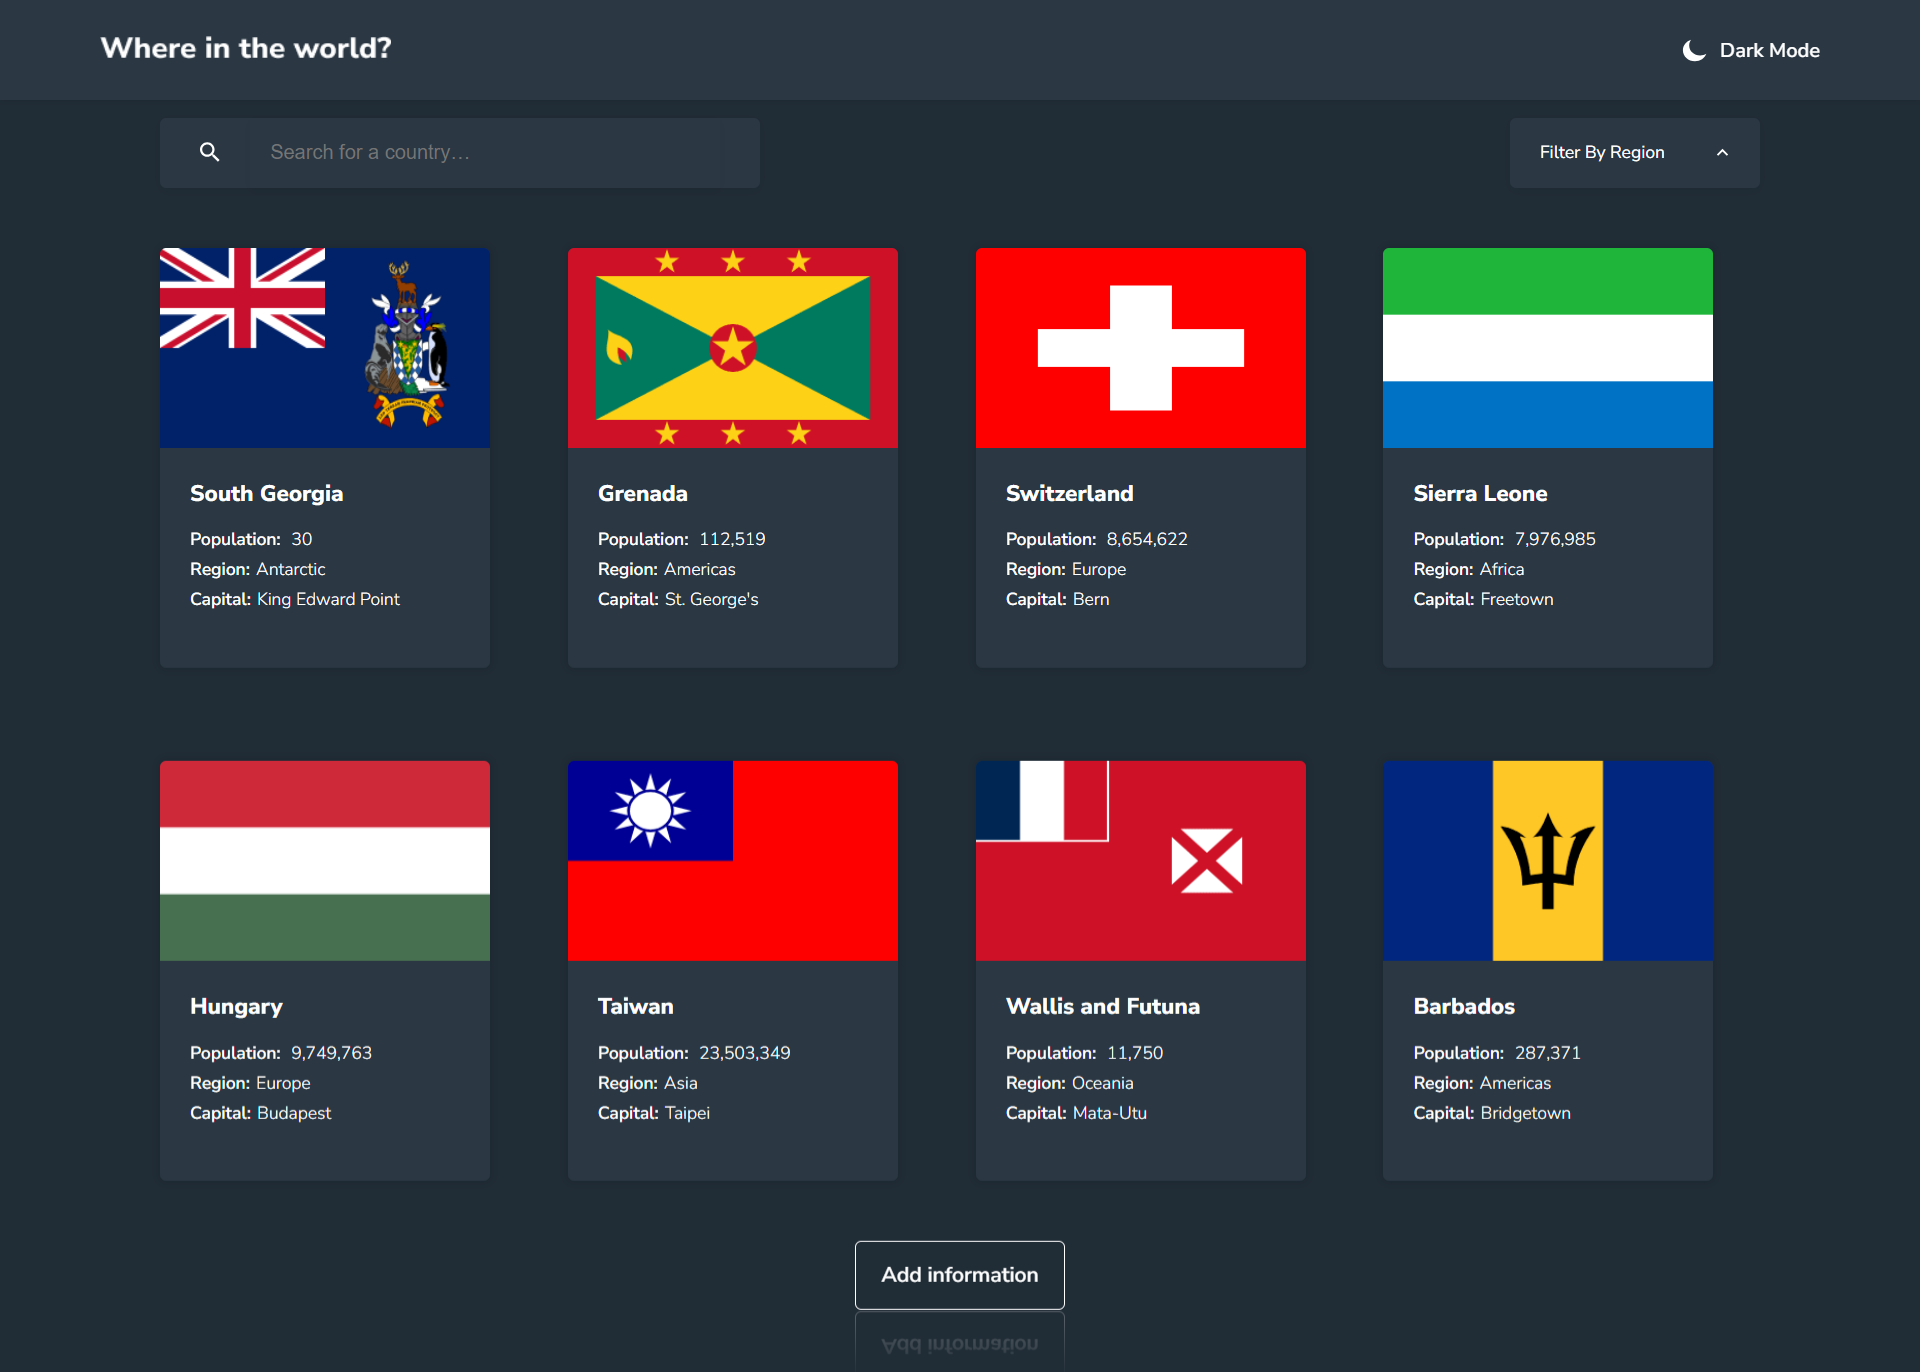 Where in the world?
Dark Mode
Search for a country...
Filter By Region
South Georgia
Population: 30
Region: Antarctic
Capital: King Edward Point
Grenada
Population: 112,519
Region: Americas
Capital: St. George's
Switzerland
Population: 8,654,622
Region: Europe
Capital: Bern
Sierra Leone
Population: 7,976,985
Region: Africa
Capital: Freetown
Hungary
Population: 9,749,763
Region: Europe
Capital: Budapest
Taiwan
Population: 23,503,349
Region: Asia
Capital: Taipei
Wallis and Futuna
Population: 11,750
Region: Oceania
Capital: Mata-Utu
Barbados
Population: 287,371
Region: Americas
Capital: Bridgetown
Add information
Add information